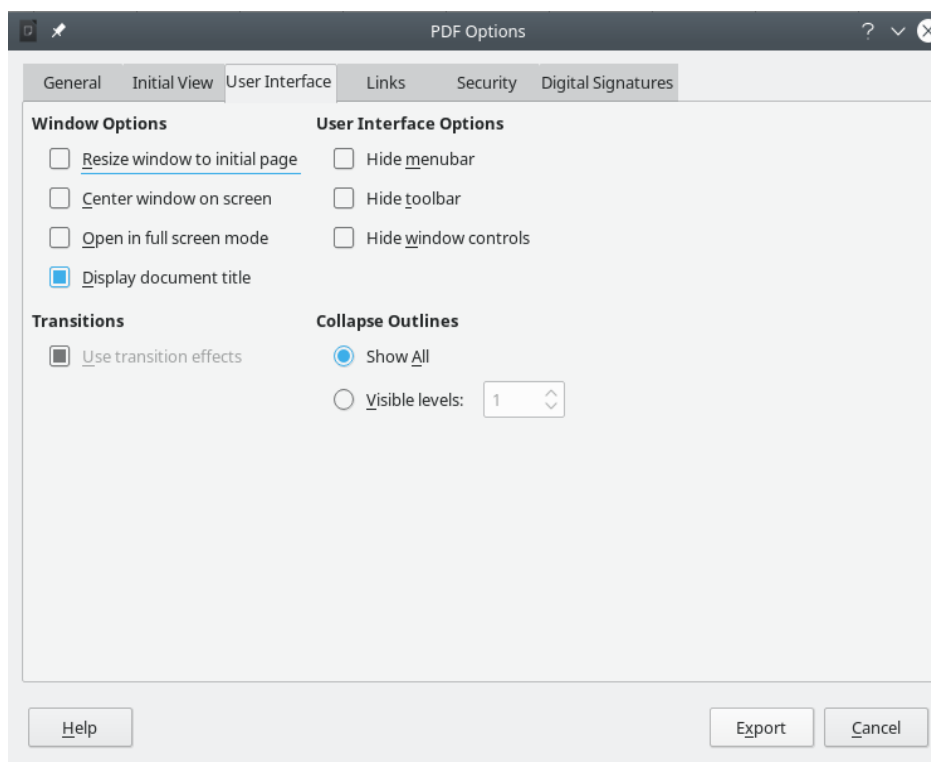 PDF Options
General Initial View User Interface Links Security Digital Signatures
Window Options
Resize window to initial page
Center window on screen
Open in full screen mode
Display document title
User Interface Options
Hide menubar
Hide toolbar
Hide window controls
Transitions
Use transition effects
Collapse Outlines
Show All
Visible levels: 1
Help Export Cancel